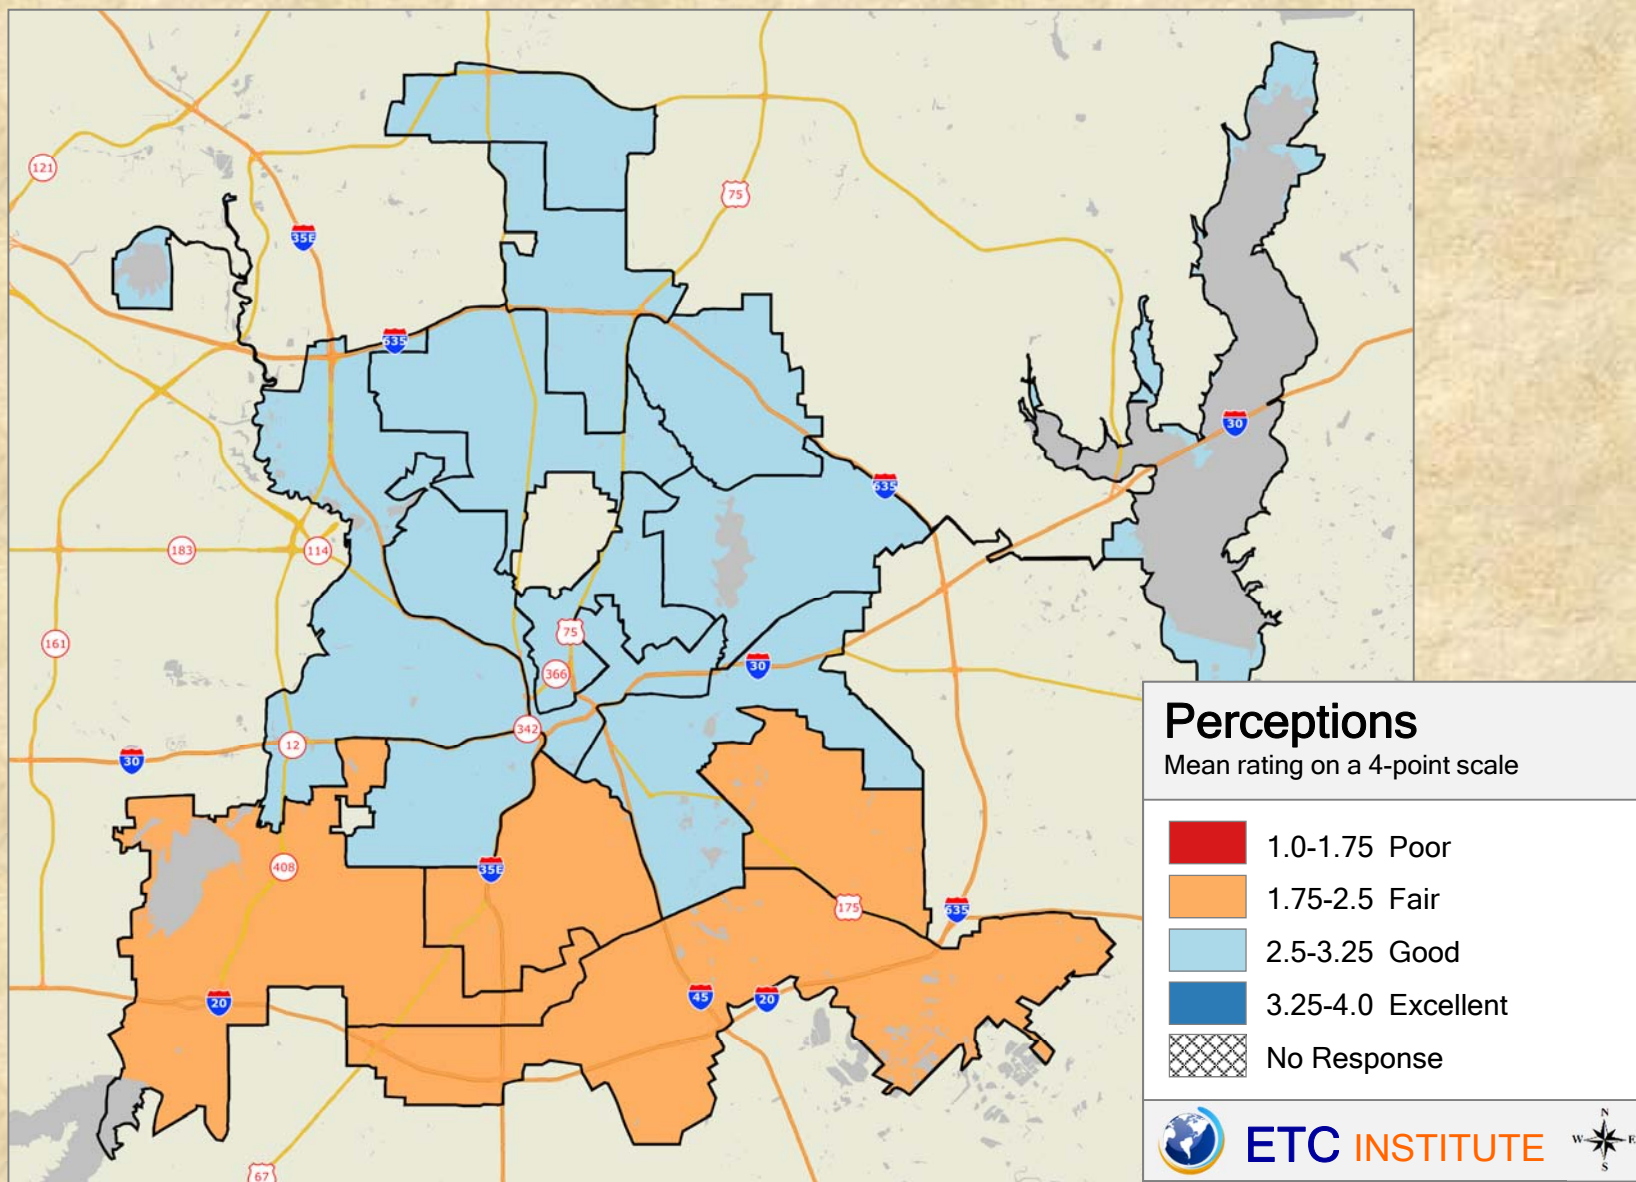 121
75
35E
635
30
635
183
114
161
75
366
30
342
12
30
408
35E
175
635
20
45
20
67
Perceptions
Mean rating on a 4-point scale
1.0-1.75 Poor
1.75-2.5 Fair
2.5-3.25 Good
3.25-4.0 Excellent
No Response
ETC INSTITUTE
N
W E
S